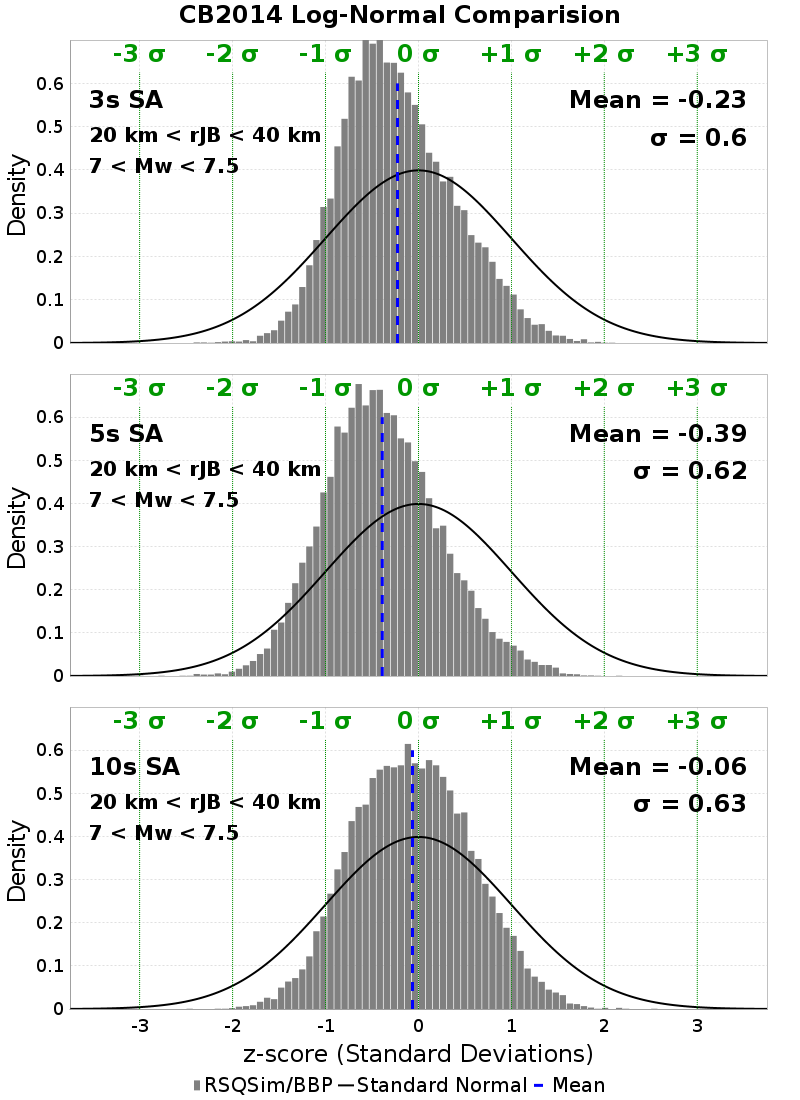 CB2014 Log-Normal Comparision
-3 σ -2 σ -1 σ 0 σ +1 σ +2 σ +3 σ
3s SA
Mean = -0.23
20 km < rJB < 40 km
σ = 0.6
7 < Mw < 7.5
Density
0.6
0.5
0.4
0.3
0.2
0.1
0
-3 σ -2 σ -1 σ 0 σ +1 σ +2 σ +3 σ
5s SA
Mean = -0.39
20 km < rJB < 40 km
σ = 0.62
7 < Mw < 7.5
Density
0.6
0.5
0.4
0.3
0.2
0.1
0
-3 σ -2 σ -1 σ 0 σ +1 σ +2 σ +3 σ
10s SA
Mean = -0.06
20 km < rJB < 40 km
σ = 0.63
7 < Mw < 7.5
Density
0.6
0.5
0.4
0.3
0.2
0.1
0
-3 -2 -1 0 1 2 3
z-score (Standard Deviations)
RSQSim/BBP Standard Normal Mean